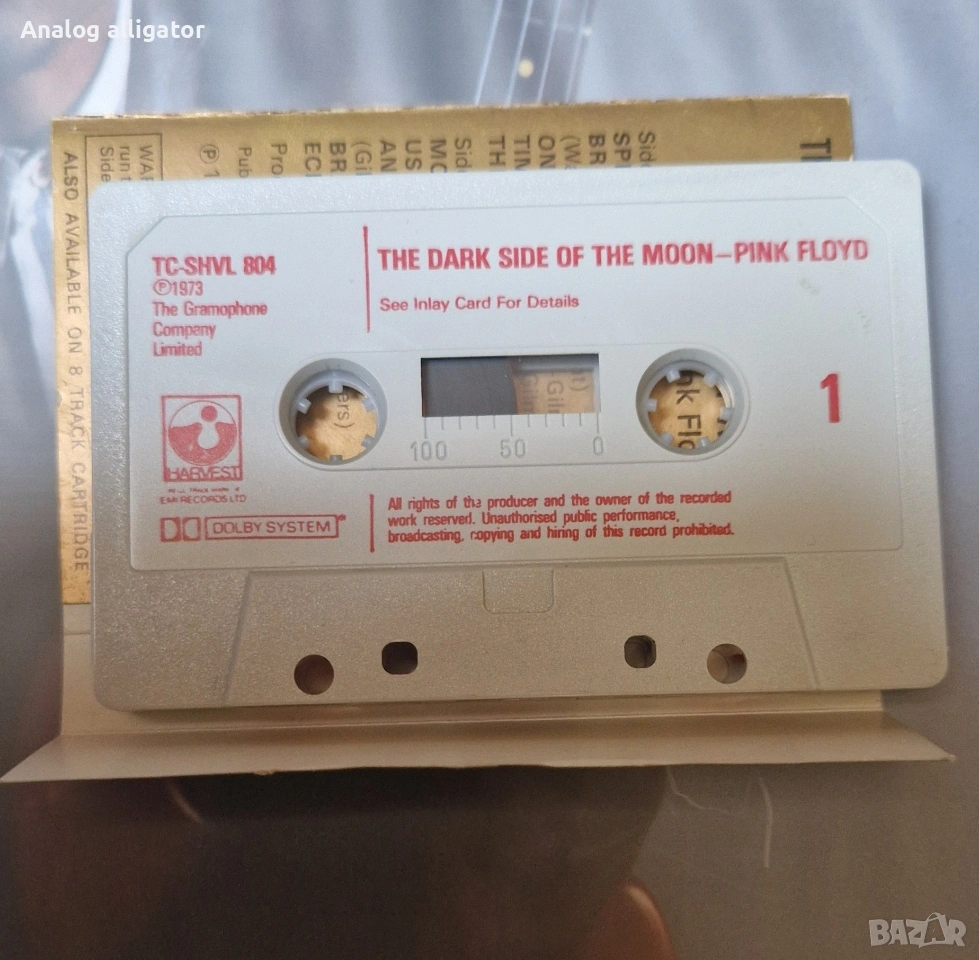 Analog alligator
TC-SHVL 804
Ⓟ1973
The Gramophone
Company
Limited
THE DARK SIDE OF THE MOON—PINK FLOYD
See Inlay Card For Details
1
100 50 0
HARVEST
EMI RECORDS LTD
DOLBY SYSTEM
All rights of the producer and the owner of the recorded
work reserved. Unauthorised public performance,
broadcasting, copying and hiring of this record prohibited.
ALSO AVAILABLE ON 8 TRACK CARTRIDGE
BAZAR